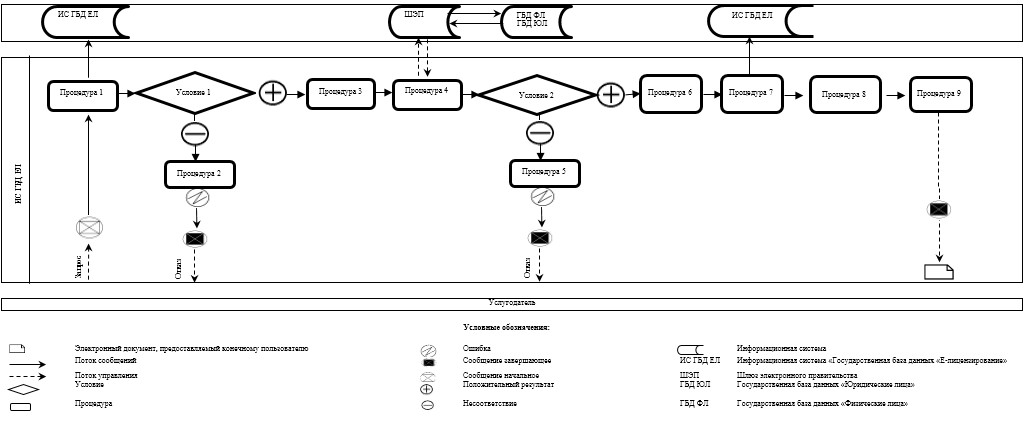 ИС ГБД ЕЛ
ШЭП
ГБД ФЛ
ГБД ЮЛ
ИС ГБД ЕЛ
ИС ГБД ЕЛ
Процедура 1
Условие 1
Процедура 3
Процедура 4
Условие 2
Процедура 6
Процедура 7
Процедура 8
Процедура 9
Процедура 2
Процедура 5
Запрос
Отказ
Отказ
Услугодатель
Условные обозначения:
Электронный документ, предоставляемый конечному пользователю
Поток сообщений
Поток управления
Условие
Процедура
Ошибка
Сообщение завершающее
Сообщение начальное
Положительный результат
Несоответствие
Информационная система
ИС ГБД ЕЛ Информационная система «Государственная база данных «Е-лицензирование»
ШЭП Шлюз электронного правительства
ГБД ЮЛ Государственная база данных «Юридические лица»
ГБД ФЛ Государственная база данных «Физические лица»